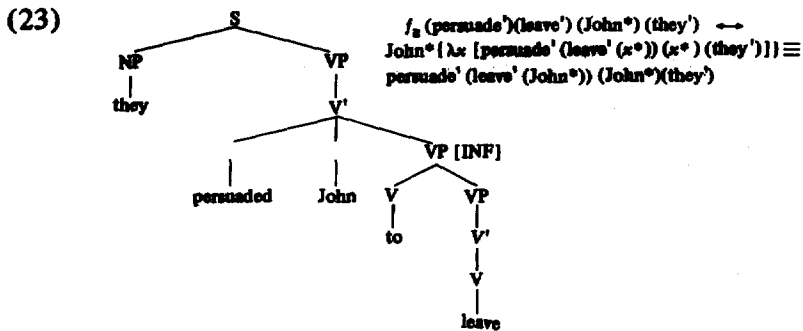 (23)
S
f₂ (persuade')(leave') (John*) (they') ↔
John* {λx [persuade' (leave' (x*)) (x*) (they')]} ≡
persuade' (leave' (John*)) (John*)(they')
NP VP
they V'
VP [INF]
persuaded John V VP
to V'
V
leave